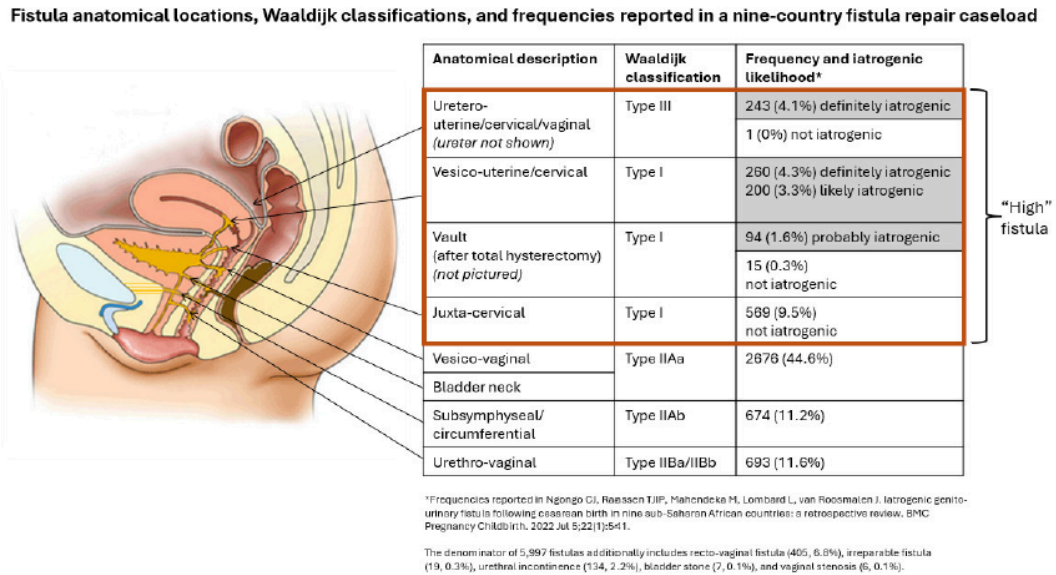 Fistula anatomical locations, Waaldijk classifications, and frequencies reported in a nine-country fistula repair caseload
Anatomical description
Waaldijk
classification
Frequency and iatrogenic
likelihood*
Uretero-
uterine/cervical/vaginal
(ureter not shown)
Type III
243 (4.1%) definitely iatrogenic
1 (0%) not iatrogenic
Vesico-uterine/cervical
Type I
260 (4.3%) definitely iatrogenic
200 (3.3%) likely iatrogenic
Vault
(after total hysterectomy)
(not pictured)
Type I
94 (1.6%) probably iatrogenic
15 (0.3%)
not iatrogenic
Juxta-cervical
Type I
569 (9.5%)
not iatrogenic
"High"
fistula
Vesico-vaginal
Type IIAa
2676 (44.6%)
Bladder neck
Subsymphyseal/
circumferential
Type IIAb
674 (11.2%)
Urethro-vaginal
Type IIBa/IIBb
693 (11.6%)
*Frequencies reported in Ngongo CJ, Raassen TJIP, Mahendeka M, Lombard L, van Roosmalen J. Iatrogenic genito-
urinary fistula following cesarean birth in nine sub-Saharan African countries: a retrospective review. BMC
Pregnancy Childbirth. 2022 Jul 5;22(1):541.
The denominator of 5,997 fistulas additionally includes recto-vaginal fistula (405, 6.8%), irreparable fistula
(19, 0.3%), urethral incontinence (134, 2.2%), bladder stone (7, 0.1%), and vaginal stenosis (6, 0.1%).